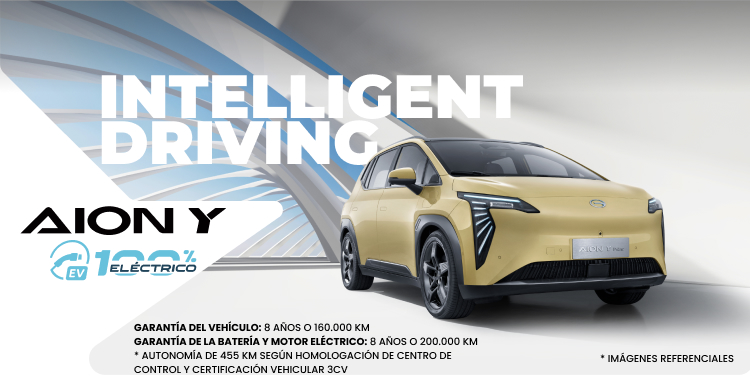 INTELLIGENT
DRIVING
AION Y
100%
EV
ELÉCTRICO
AION Y Plus
GARANTÍA DEL VEHÍCULO: 8 AÑOS O 160.000 KM
GARANTÍA DE LA BATERÍA Y MOTOR ELÉCTRICO: 8 AÑOS O 200.000 KM
* AUTONOMÍA DE 455 KM SEGÚN HOMOLOGACIÓN DE CENTRO DE
CONTROL Y CERTIFICACIÓN VEHICULAR 3CV
* IMÁGENES REFERENCIALES